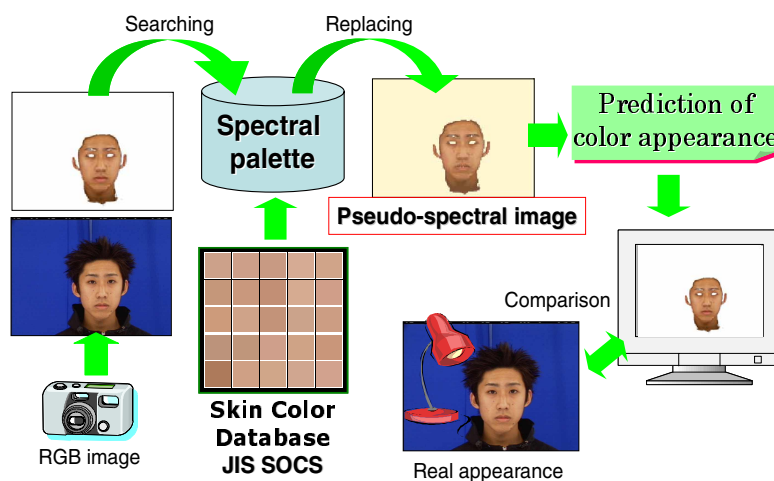 Searching
Replacing
Spectral
palette
Prediction of
color appearance
Pseudo-spectral image
Comparison
Skin Color
Database
JIS SOCS
RGB image
Real appearance